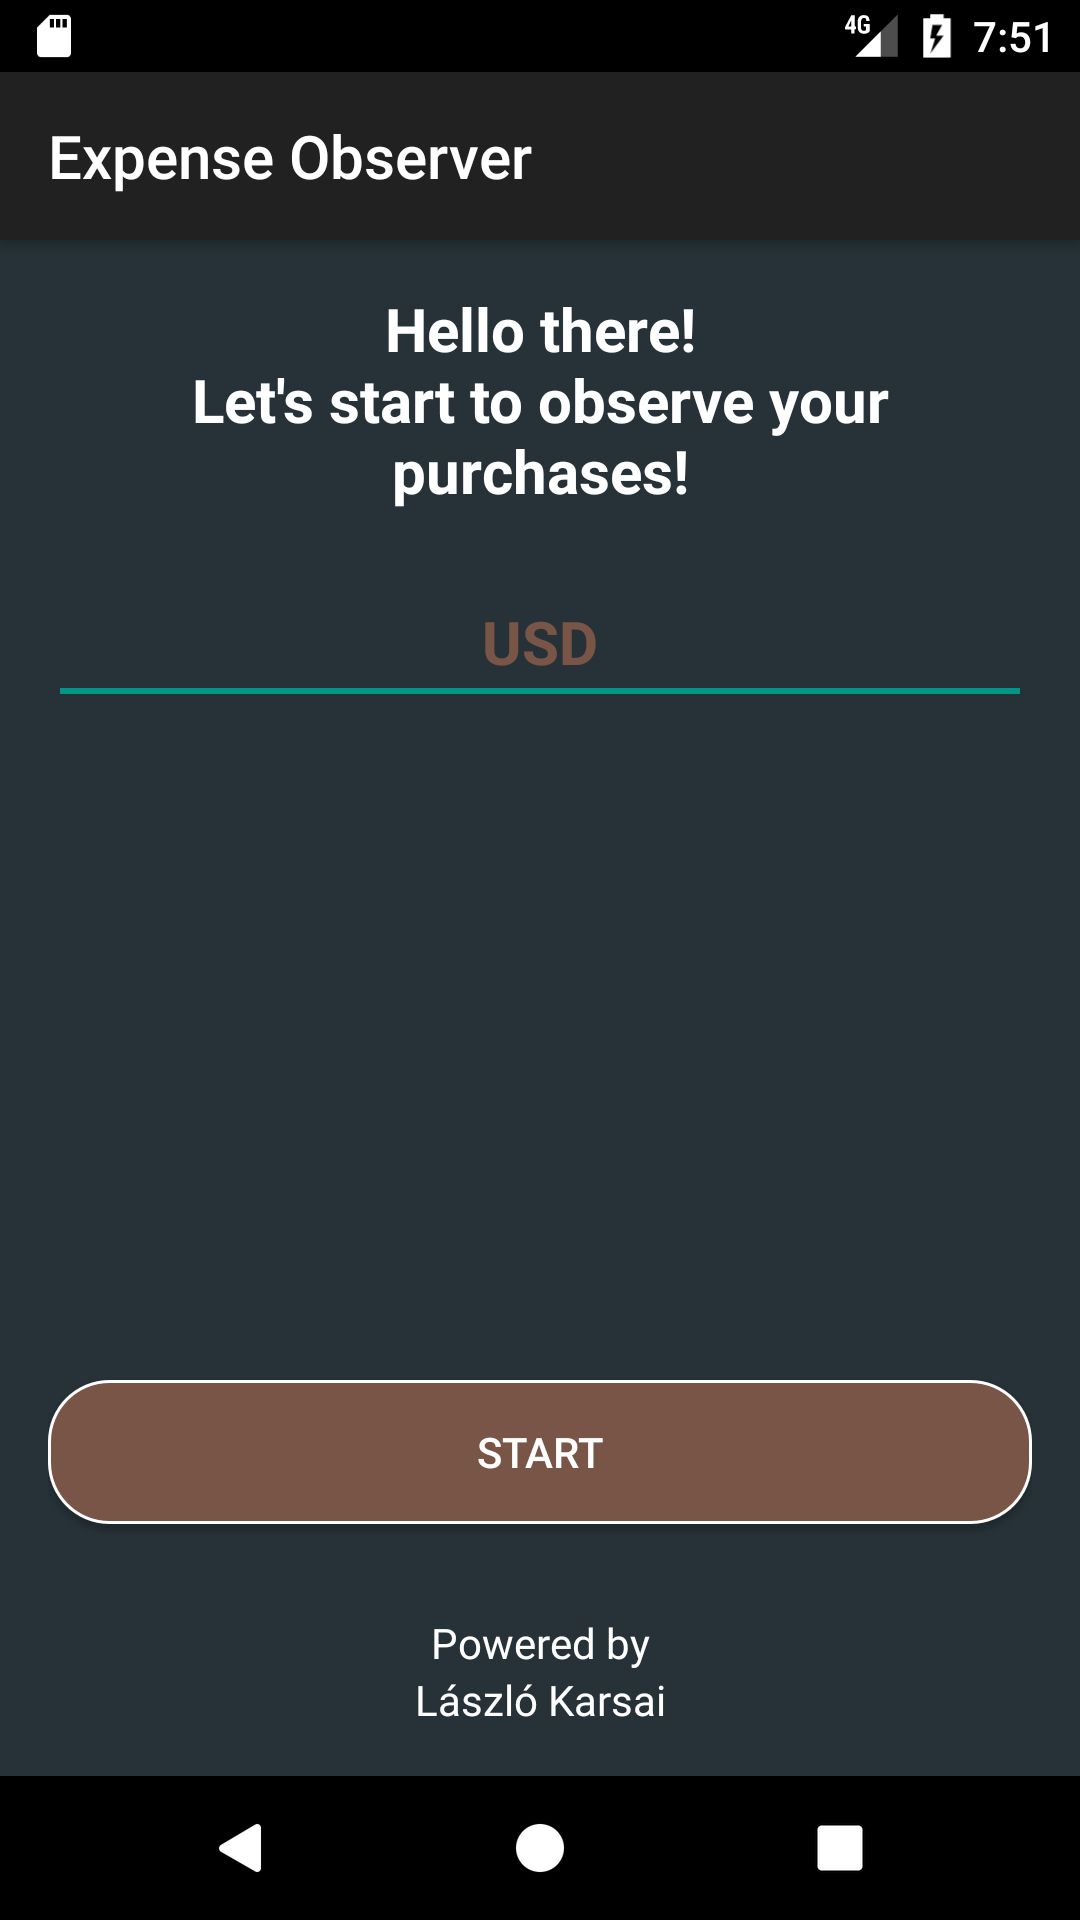 4G 7:51
Expense Observer
Hello there!
Let's start to observe your
purchases!
USD
START
Powered by
László Karsai